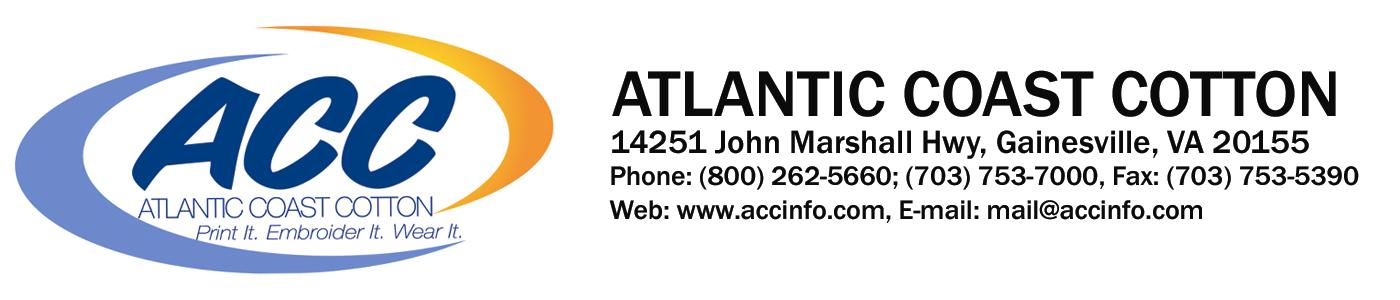 ACC
ATLANTIC COAST COTTON
Print It. Embroider It. Wear It.
ATLANTIC COAST COTTON
14251 John Marshall Hwy, Gainesville, VA 20155
Phone: (800) 262-5660; (703) 753-7000, Fax: (703) 753-5390
Web: www.accinfo.com, E-mail: mail@accinfo.com